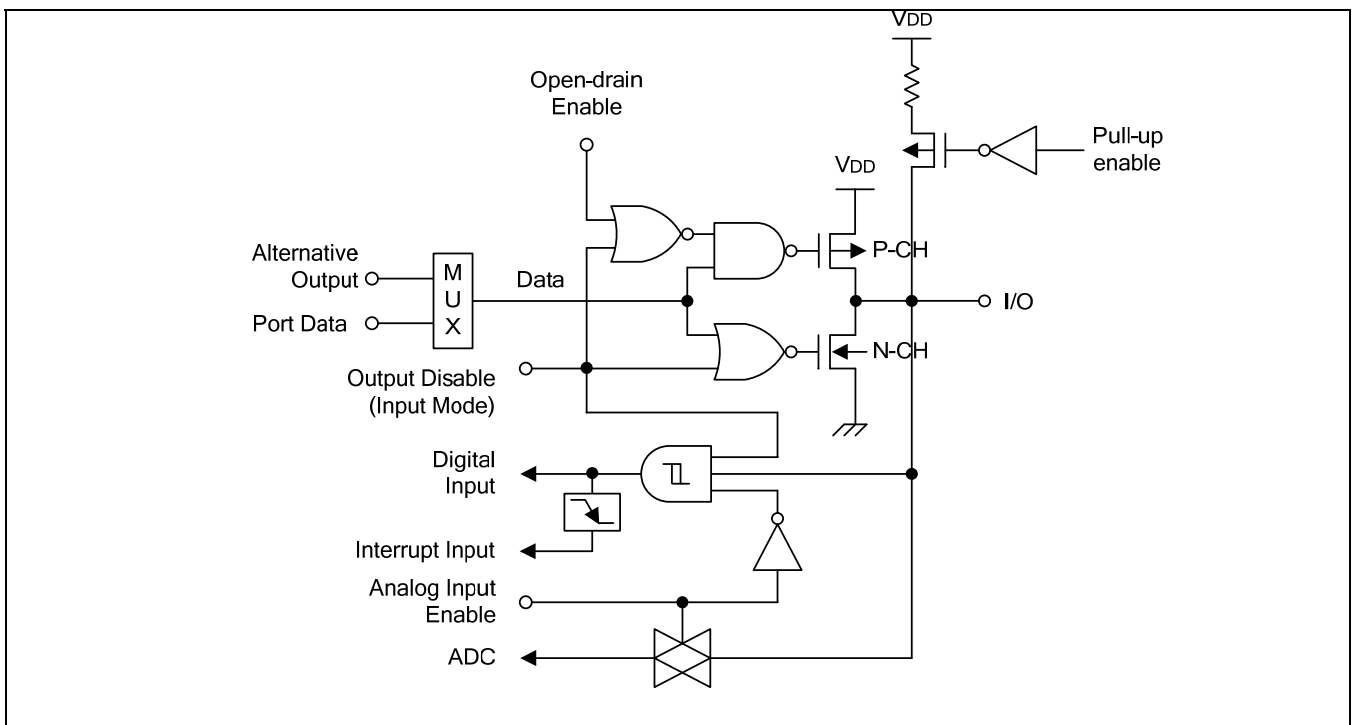 VDD
Open-drain
Enable
Pull-up
enable
VDD
P-CH
Alternative
Output
M
U
X
Data
I/O
Port Data
N-CH
Output Disable
(Input Mode)
Digital
Input
Interrupt Input
Analog Input
Enable
ADC